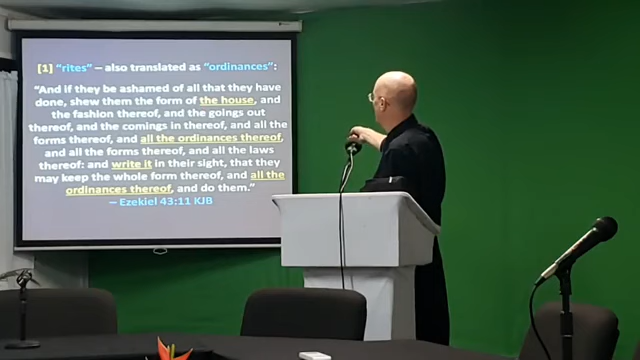 [1] “rites” – also translated as “ordinances”:
“And if they be ashamed of all that they have
done, shew them the form of the house, and
the fashion thereof, and the goings out
thereof, and the comings in thereof, and all the
forms thereof, and all the ordinances thereof,
and all the forms thereof, and all the laws
thereof: and write it in their sight, that they
may keep the whole form thereof, and all the
ordinances thereof, and do them.”
– Ezekiel 43:11 KJB